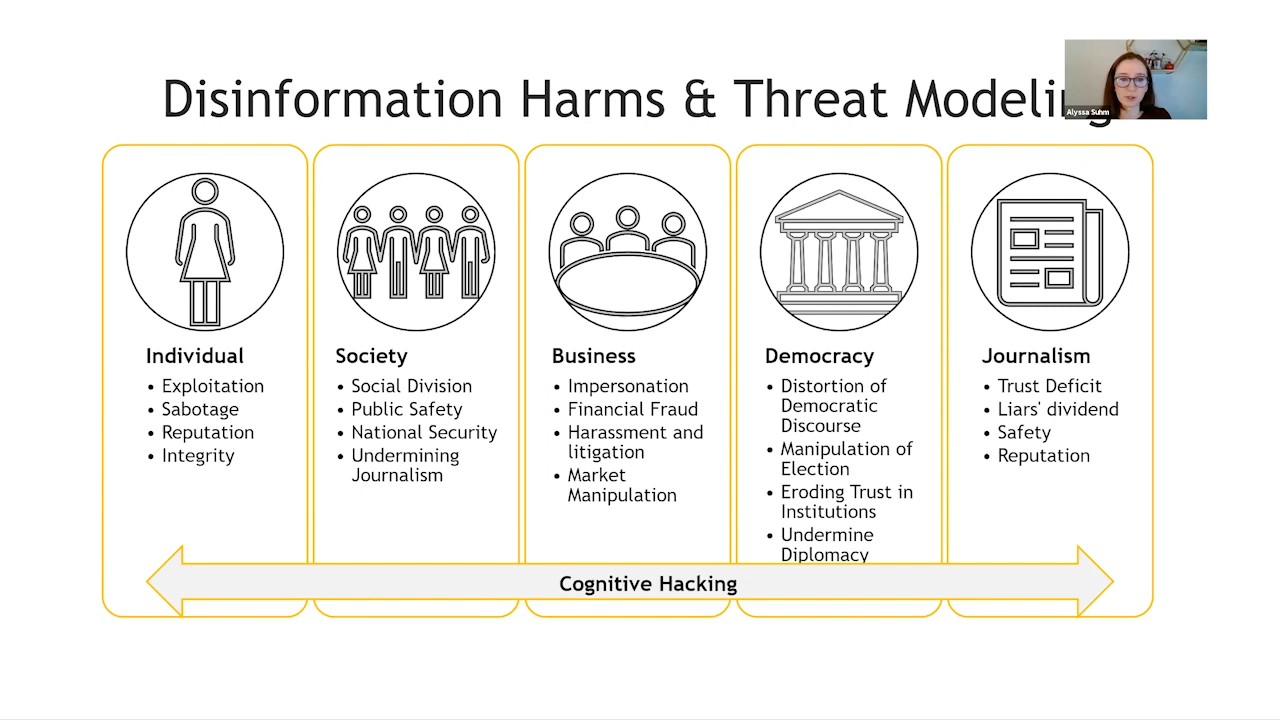 Disinformation Harms & Threat Modeling
Alyssa Suhm
Individual
• Exploitation
• Sabotage
• Reputation
• Integrity
Society
• Social Division
• Public Safety
• National Security
• Undermining
Journalism
Business
• Impersonation
• Financial Fraud
• Harassment and
litigation
• Market
Manipulation
Democracy
• Distortion of
Democratic
Discourse
• Manipulation of
Election
• Eroding Trust in
Institutions
• Undermine
Diplomacy
Journalism
• Trust Deficit
• Liars' dividend
• Safety
• Reputation
Cognitive Hacking